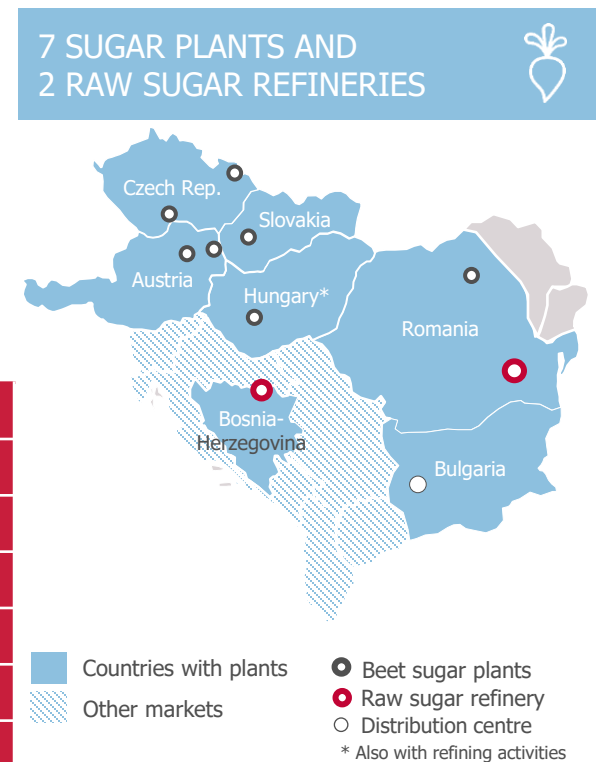 7 SUGAR PLANTS AND
2 RAW SUGAR REFINERIES
Czech Rep.
Slovakia
Austria
Hungary*
Romania
Bosnia-
Herzegovina
Bulgaria
Countries with plants
Other markets
Beet sugar plants
Raw sugar refinery
Distribution centre
* Also with refining activities